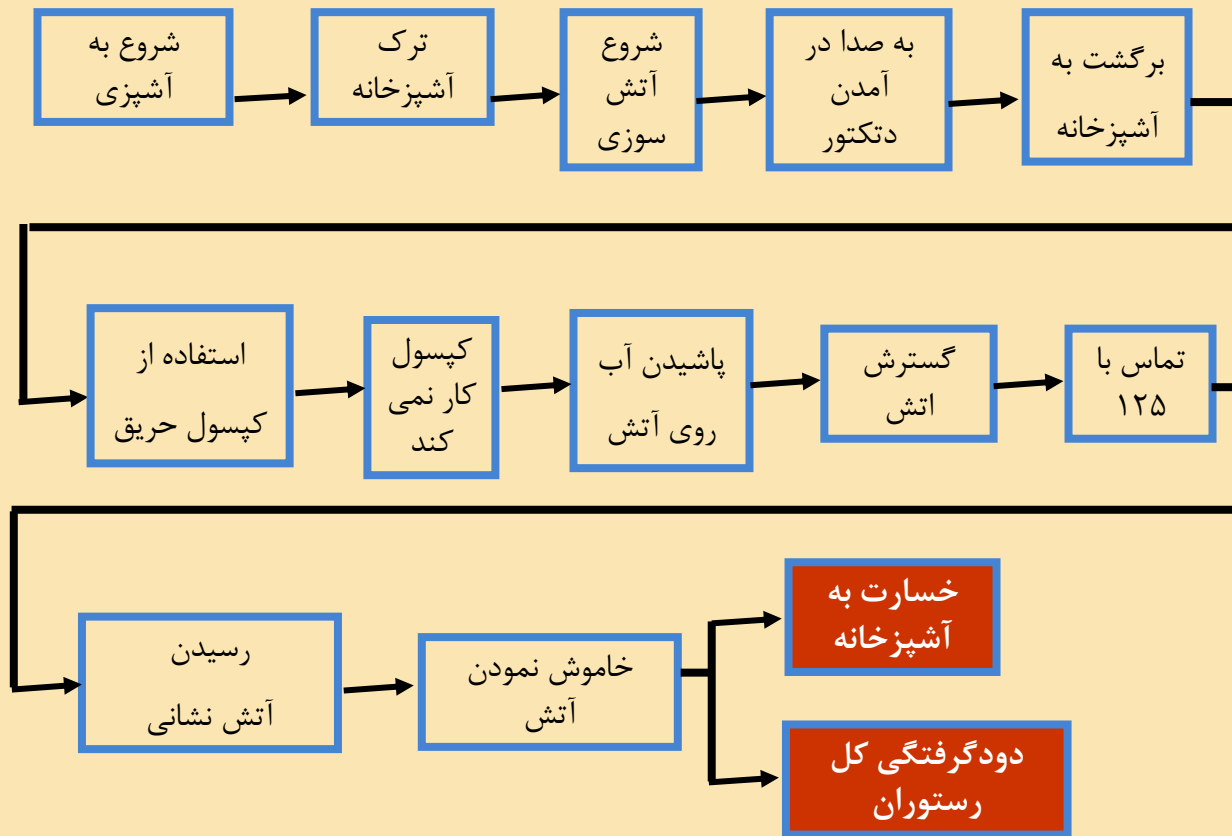 شروع به
آشپزی
ترک
آشپزخانه
شروع
آتش
سوزی
به صدا در
آمدن
دتکتور
برگشت به
آشپزخانه
استفاده از
کپسول حریق
کپسول
کار نمی
کند
پاشیدن آب
روی آتش
گسترش
اتش
تماس با
۱۲۵
رسیدن
آتش نشانی
خاموش نمودن
آتش
خسارت به
آشپزخانه
دودگرفتگی کل
رستوران